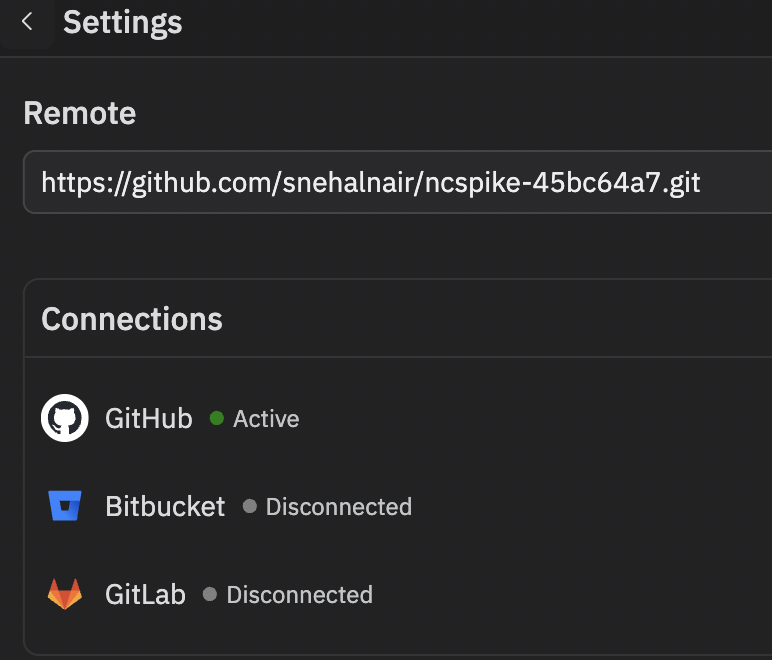 Settings
Remote
https://github.com/snehalnair/ncspike-45bc64a7.git
Connections
GitHub Active
Bitbucket Disconnected
GitLab Disconnected